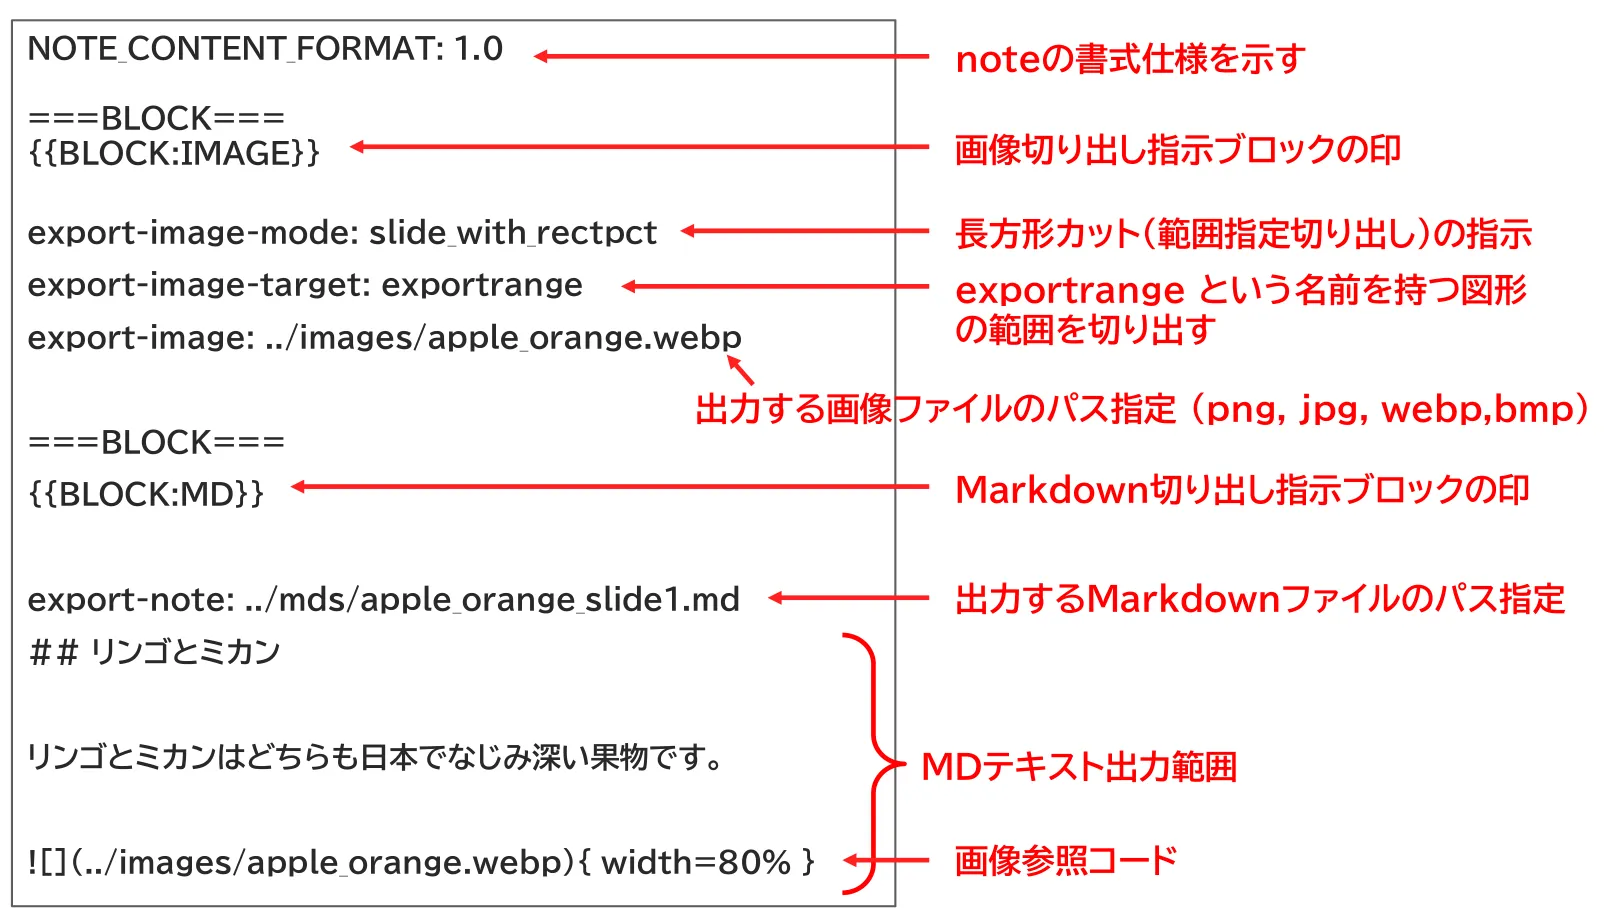 NOTE_CONTENT_FORMAT: 1.0
noteの書式仕様を示す
===BLOCK===
{{BLOCK:IMAGE}}
画像切り出し指示ブロックの印
export-image-mode: slide_with_rectpct
長方形カット(範囲指定切り出し)の指示
export-image-target: exportrange
exportrange という名前を持つ図形
の範囲を切り出す
export-image: ../images/apple_orange.webp
出力する画像ファイルのパス指定 (png, jpg, webp,bmp)
===BLOCK===
{{BLOCK:MD}}
Markdown切り出し指示ブロックの印
export-note: ../mds/apple_orange_slide1.md
出力するMarkdownファイルのパス指定
## リンゴとミカン
リンゴとミカンはどちらも日本でなじみ深い果物です。
MDテキスト出力範囲
![](../images/apple_orange.webp){ width=80% }
画像参照コード